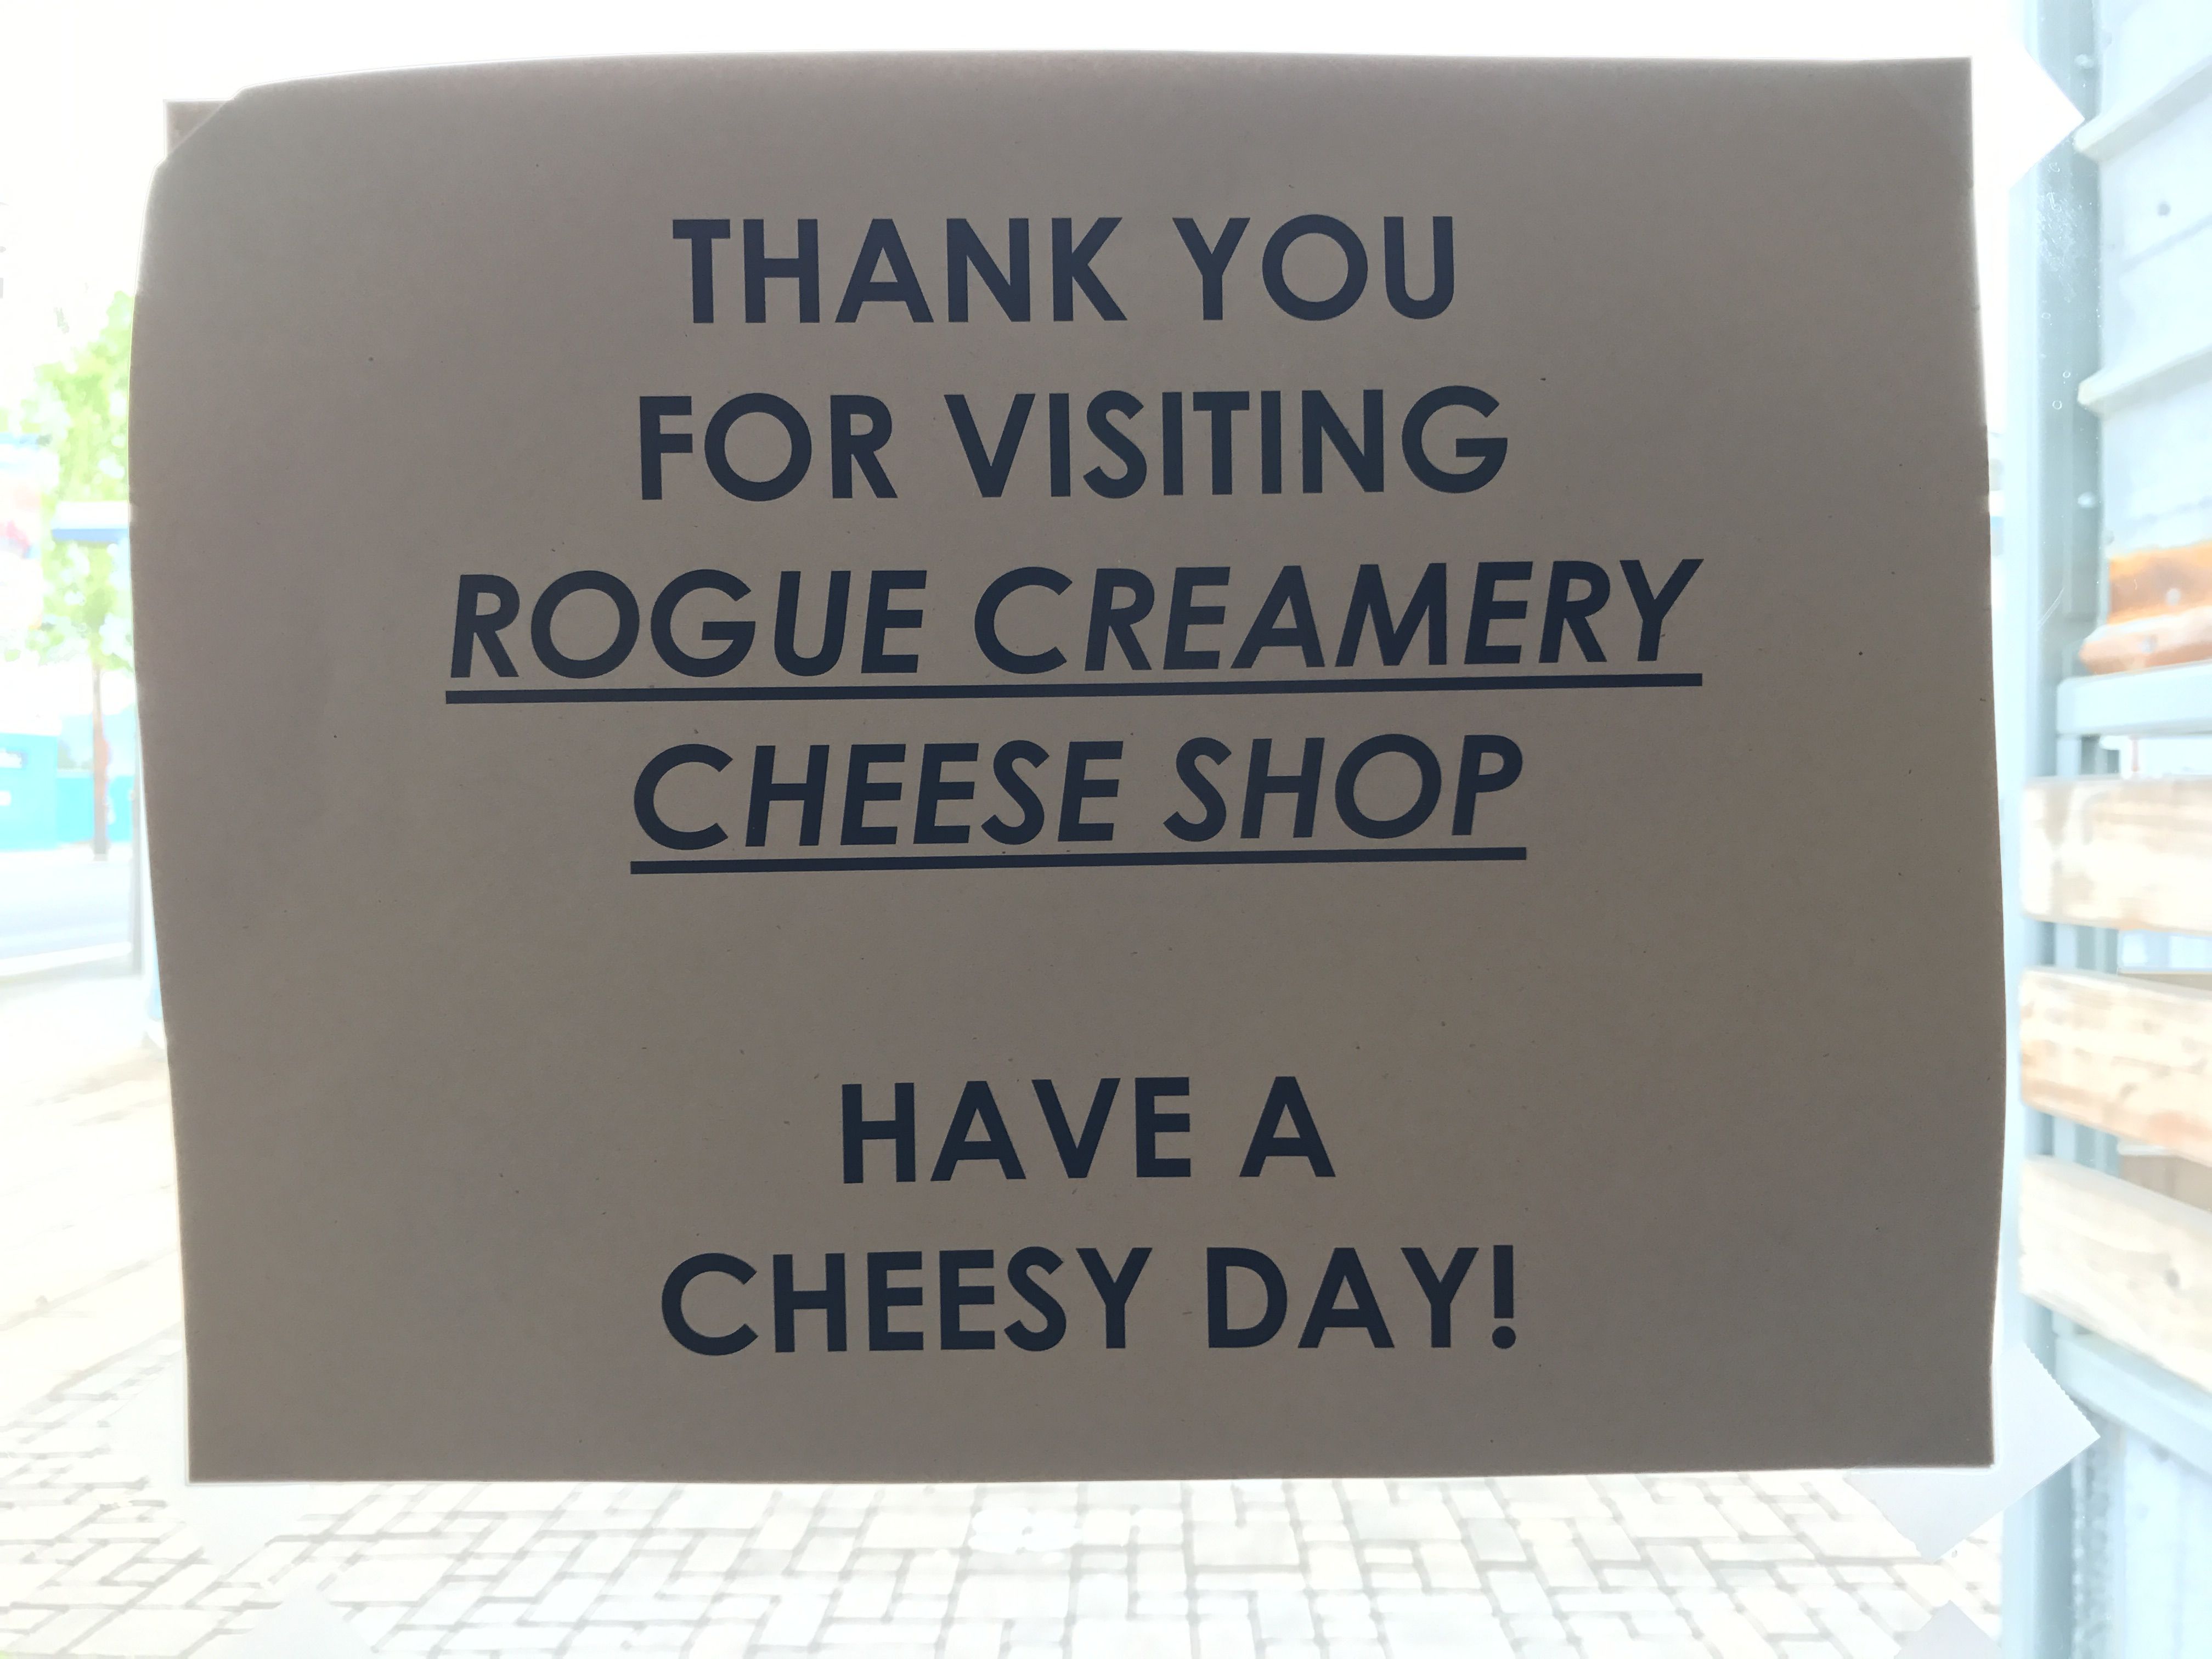 THANK YOU
FOR VISITING
ROGUE CREAMERY
CHEESE SHOP
HAVE A
CHEESY DAY!